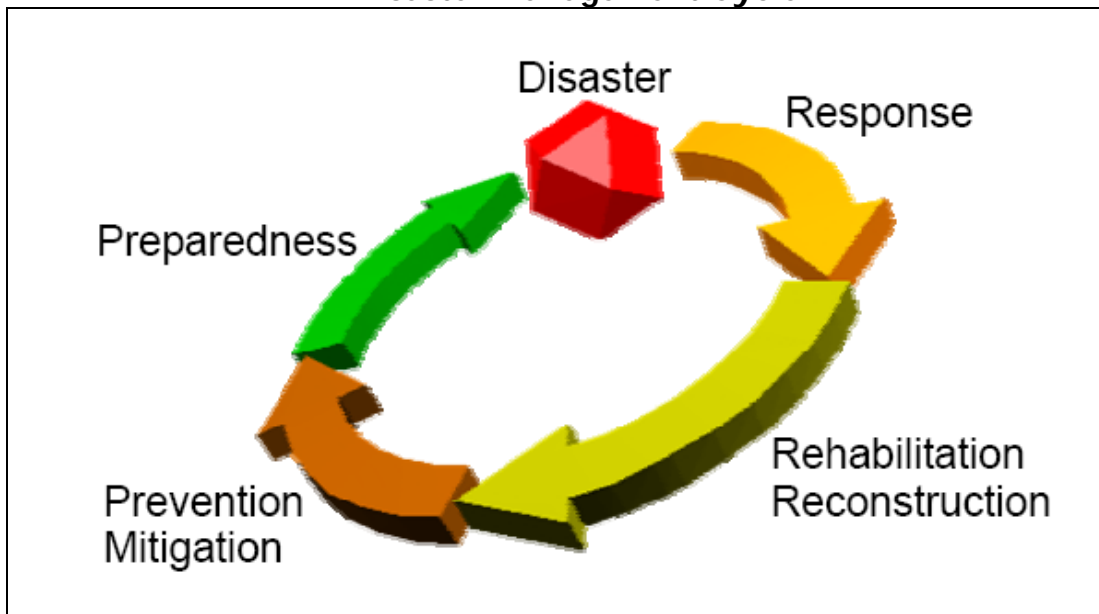 Disaster
Response
Preparedness
Rehabilitation
Reconstruction
Prevention
Mitigation